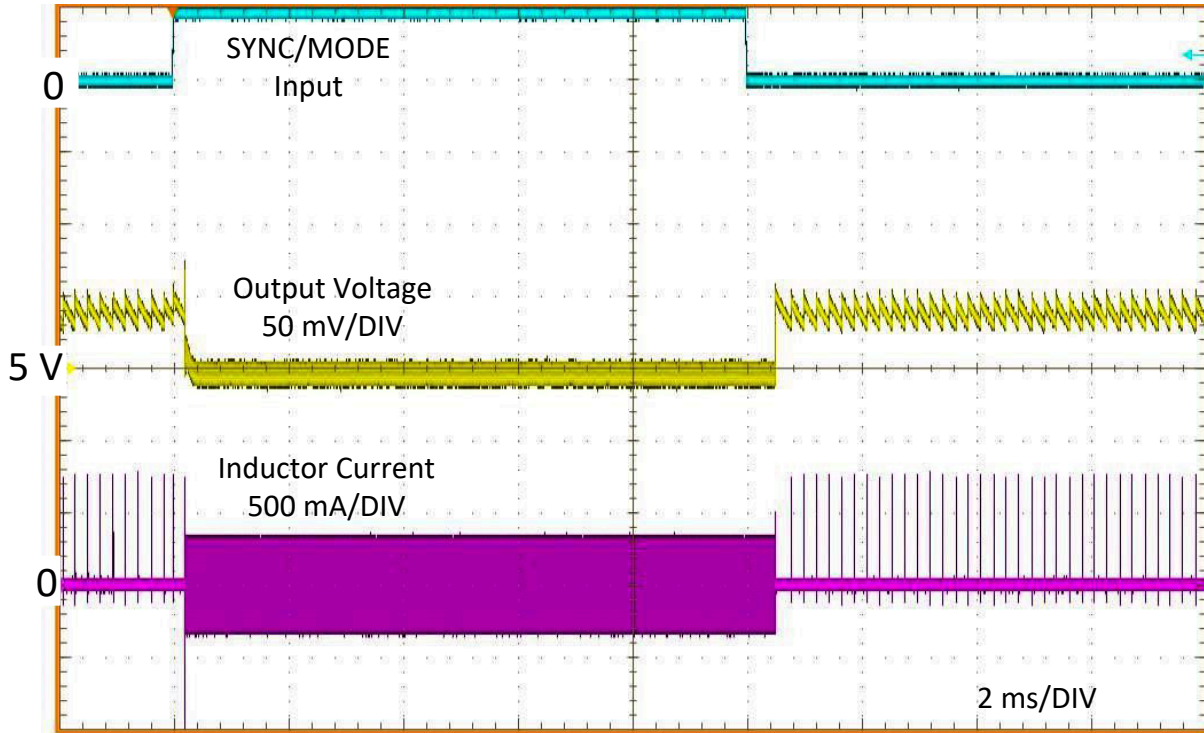 SYNC/MODE
Input
0
Output Voltage
50 mV/DIV
5 V
Inductor Current
500 mA/DIV
0
2 ms/DIV